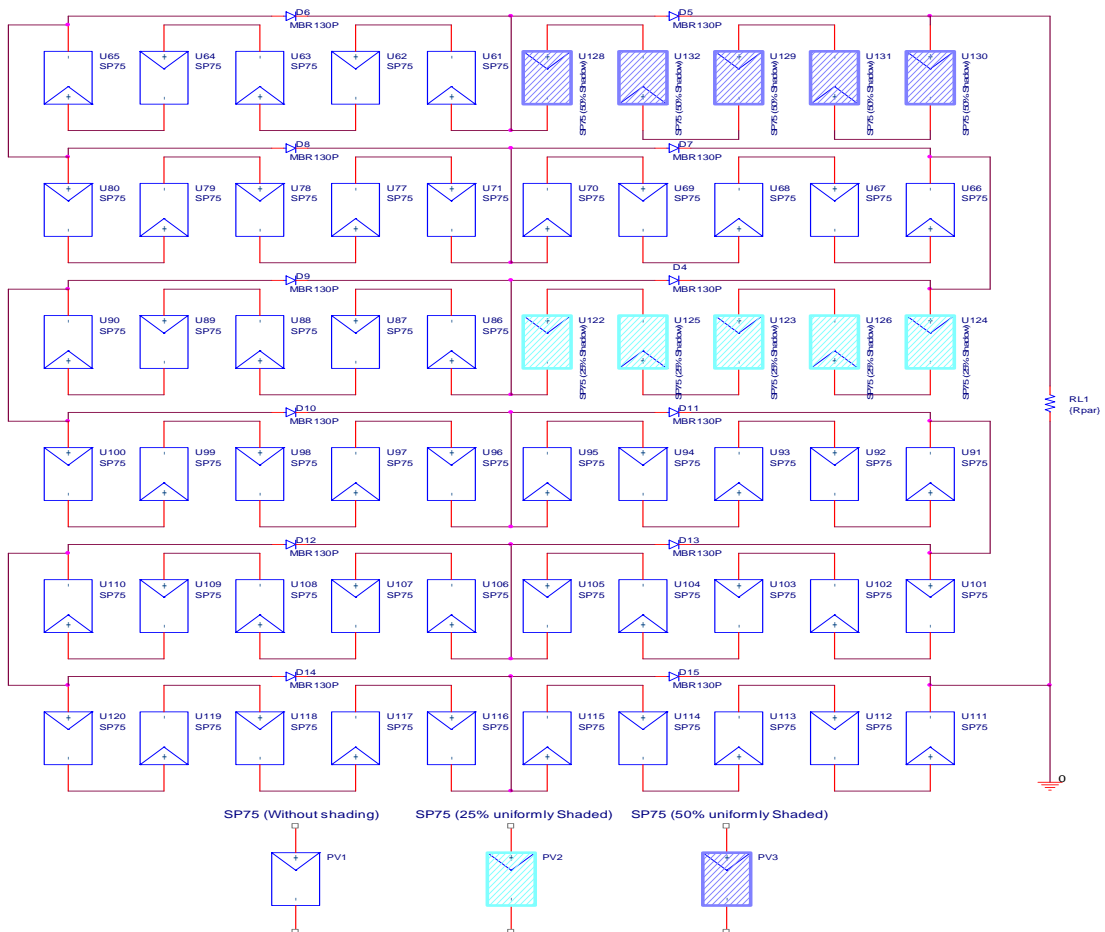 D6
MBR130P
D5
MBR130P
U65
SP75
U64
SP75
U63
SP75
U62
SP75
U61
SP75
U128
SP75 (50% Shadow)
U132
SP75 (50% Shadow)
U129
SP75 (50% Shadow)
U131
SP75 (50% Shadow)
U130
SP75 (50% Shadow)
D8
MBR130P
D7
MBR130P
U80
SP75
U79
SP75
U78
SP75
U77
SP75
U71
SP75
U70
SP75
U69
SP75
U68
SP75
U67
SP75
U66
SP75
D9
MBR130P
D4
MBR130P
U90
SP75
U89
SP75
U88
SP75
U87
SP75
U86
SP75
U122
SP75 (25% Shadow)
U125
SP75 (25% Shadow)
U123
SP75 (25% Shadow)
U126
SP75 (25% Shadow)
U124
SP75 (25% Shadow)
RL1
(Rpar)
D10
MBR130P
D11
MBR130P
U100
SP75
U99
SP75
U98
SP75
U97
SP75
U96
SP75
U95
SP75
U94
SP75
U93
SP75
U92
SP75
U91
SP75
D12
MBR130P
D13
MBR130P
U110
SP75
U109
SP75
U108
SP75
U107
SP75
U106
SP75
U105
SP75
U104
SP75
U103
SP75
U102
SP75
U101
SP75
D14
MBR130P
D15
MBR130P
U120
SP75
U119
SP75
U118
SP75
U117
SP75
U116
SP75
U115
SP75
U114
SP75
U113
SP75
U112
SP75
U111
SP75
0
SP75 (Without shading)
SP75 (25% uniformly Shaded)
SP75 (50% uniformly Shaded)
PV1
PV2
PV3